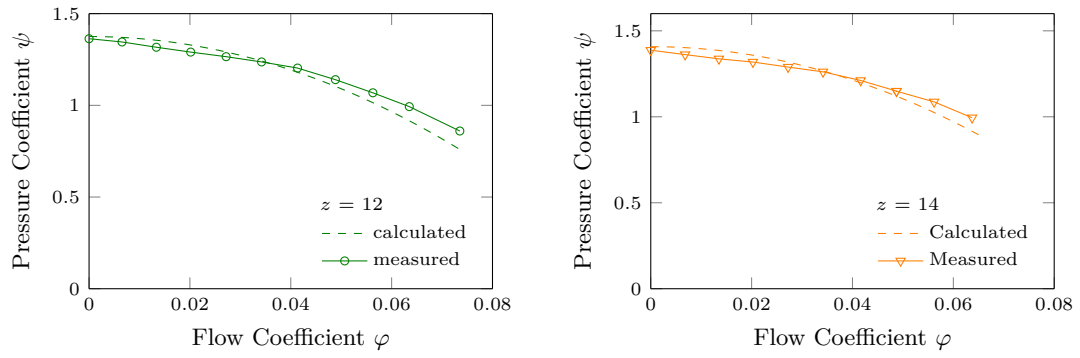 Pressure Coefficient ψ
1.5
1
0.5
0
z = 12
calculated
measured
0 0.02 0.04 0.06 0.08
Flow Coefficient φ
Pressure Coefficient ψ
1.5
1
0.5
0
z = 14
Calculated
Measured
0 0.02 0.04 0.06 0.08
Flow Coefficient φ